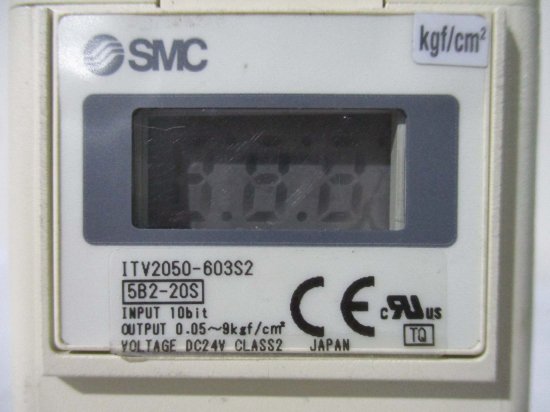 SMC
kgf/cm²
ITV2050-603S2
5B2-20S
INPUT 10bit
OUTPUT 0.05~9kgf/cm²
VOLTAGE DC24V CLASS2
CE
c RU us
TQ
JAPAN